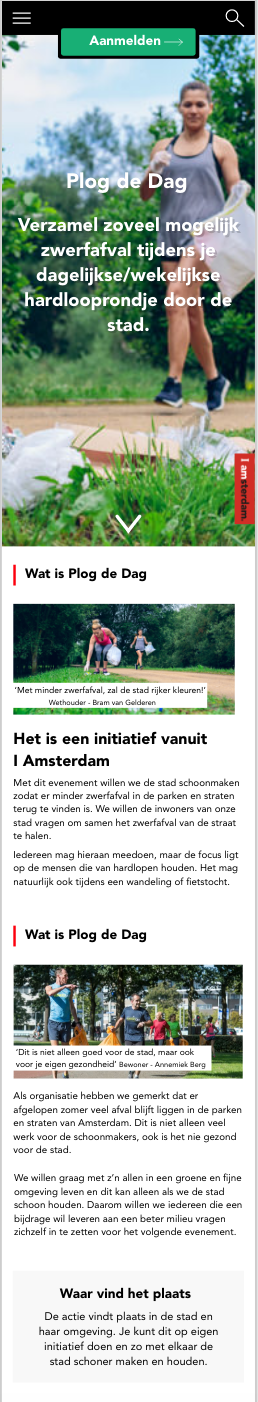 Aanmelden
Plog de Dag
Verzamel zoveel mogelijk
zwerfafval tijdens je
dagelijkse/wekelijkse
hardlooprondje door de
stad.
I amsterdam.
Wat is Plog de Dag
‘Met minder zwerfafval, zal de stad rijker kleuren!’
Wethouder - Bram van Gelderen
Het is een initiatief vanuit
I Amsterdam
Met dit evenement willen we de stad schoonmaken
zodat er minder zwerfafval in de parken en straten
terug te vinden is. We willen de inwoners van onze
stad vragen om samen het zwerfafval van de straat
te halen.
Iedereen mag hieraan meedoen, maar de focus ligt
op de mensen die van hardlopen houden. Het mag
natuurlijk ook tijdens een wandeling of fietstocht.
Wat is Plog de Dag
‘Dit is niet alleen goed voor de stad, maar ook
voor je eigen gezondheid’ Bewoner - Annemiek Berg
Als organisatie hebben we gemerkt dat er
afgelopen zomer veel afval blijft liggen in de parken
en straten van Amsterdam. Dit is niet alleen veel
werk voor de schoonmakers, ook is het nie gezond
voor de stad.
We willen graag met z’n allen in een groene en fijne
omgeving leven en dit kan alleen als we de stad
schoon houden. Daarom willen we iedereen die een
bijdrage wil leveren aan een beter milieu vragen
zichzelf in te zetten voor het volgende evenement.
Waar vind het plaats
De actie vindt plaats in de stad en
haar omgeving. Je kunt dit op eigen
initiatief doen en zo met elkaar de
stad schoner maken en houden.